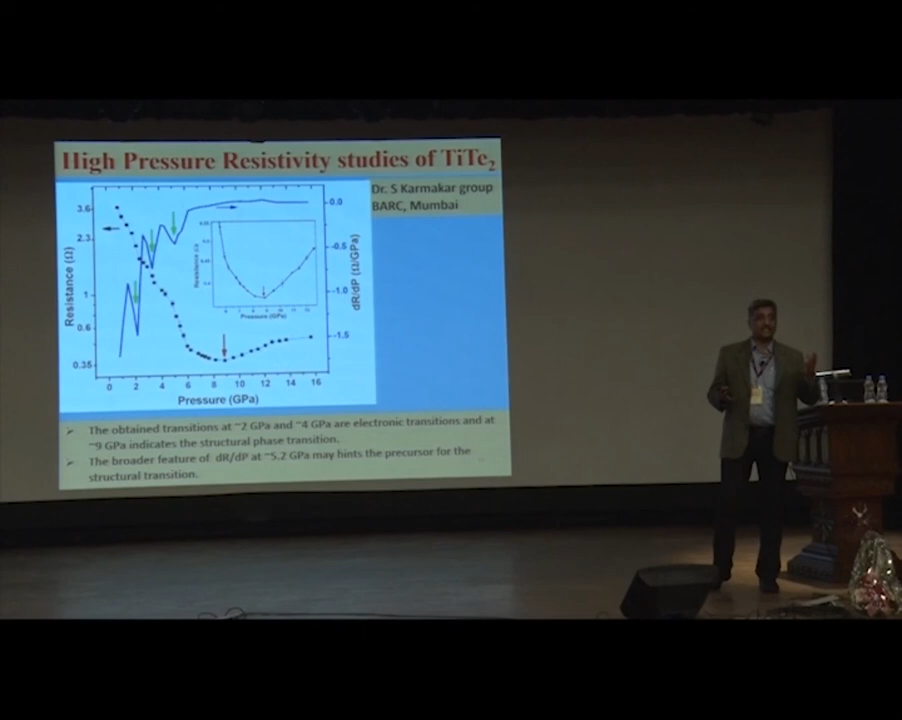 High Pressure Resistivity studies of TiTe₂
Dr. S Karmakar group
BARC, Mumbai
3.6
2.3
1
0.6
0.35
Resistance (Ω)
0 2 4 6 8 10 12 14 16
Pressure (GPa)
0.0
-0.5
-1.0
-1.5
dR/dP (Ω/GPa)
Pressure (GPa)
➢ The obtained transitions at ~2 GPa and ~4 GPa are electronic transitions and at
~9 GPa indicates the structural phase transition.
➢ The broader feature of dR/dP at ~5.2 GPa may hints the precursor for the
structural transition.